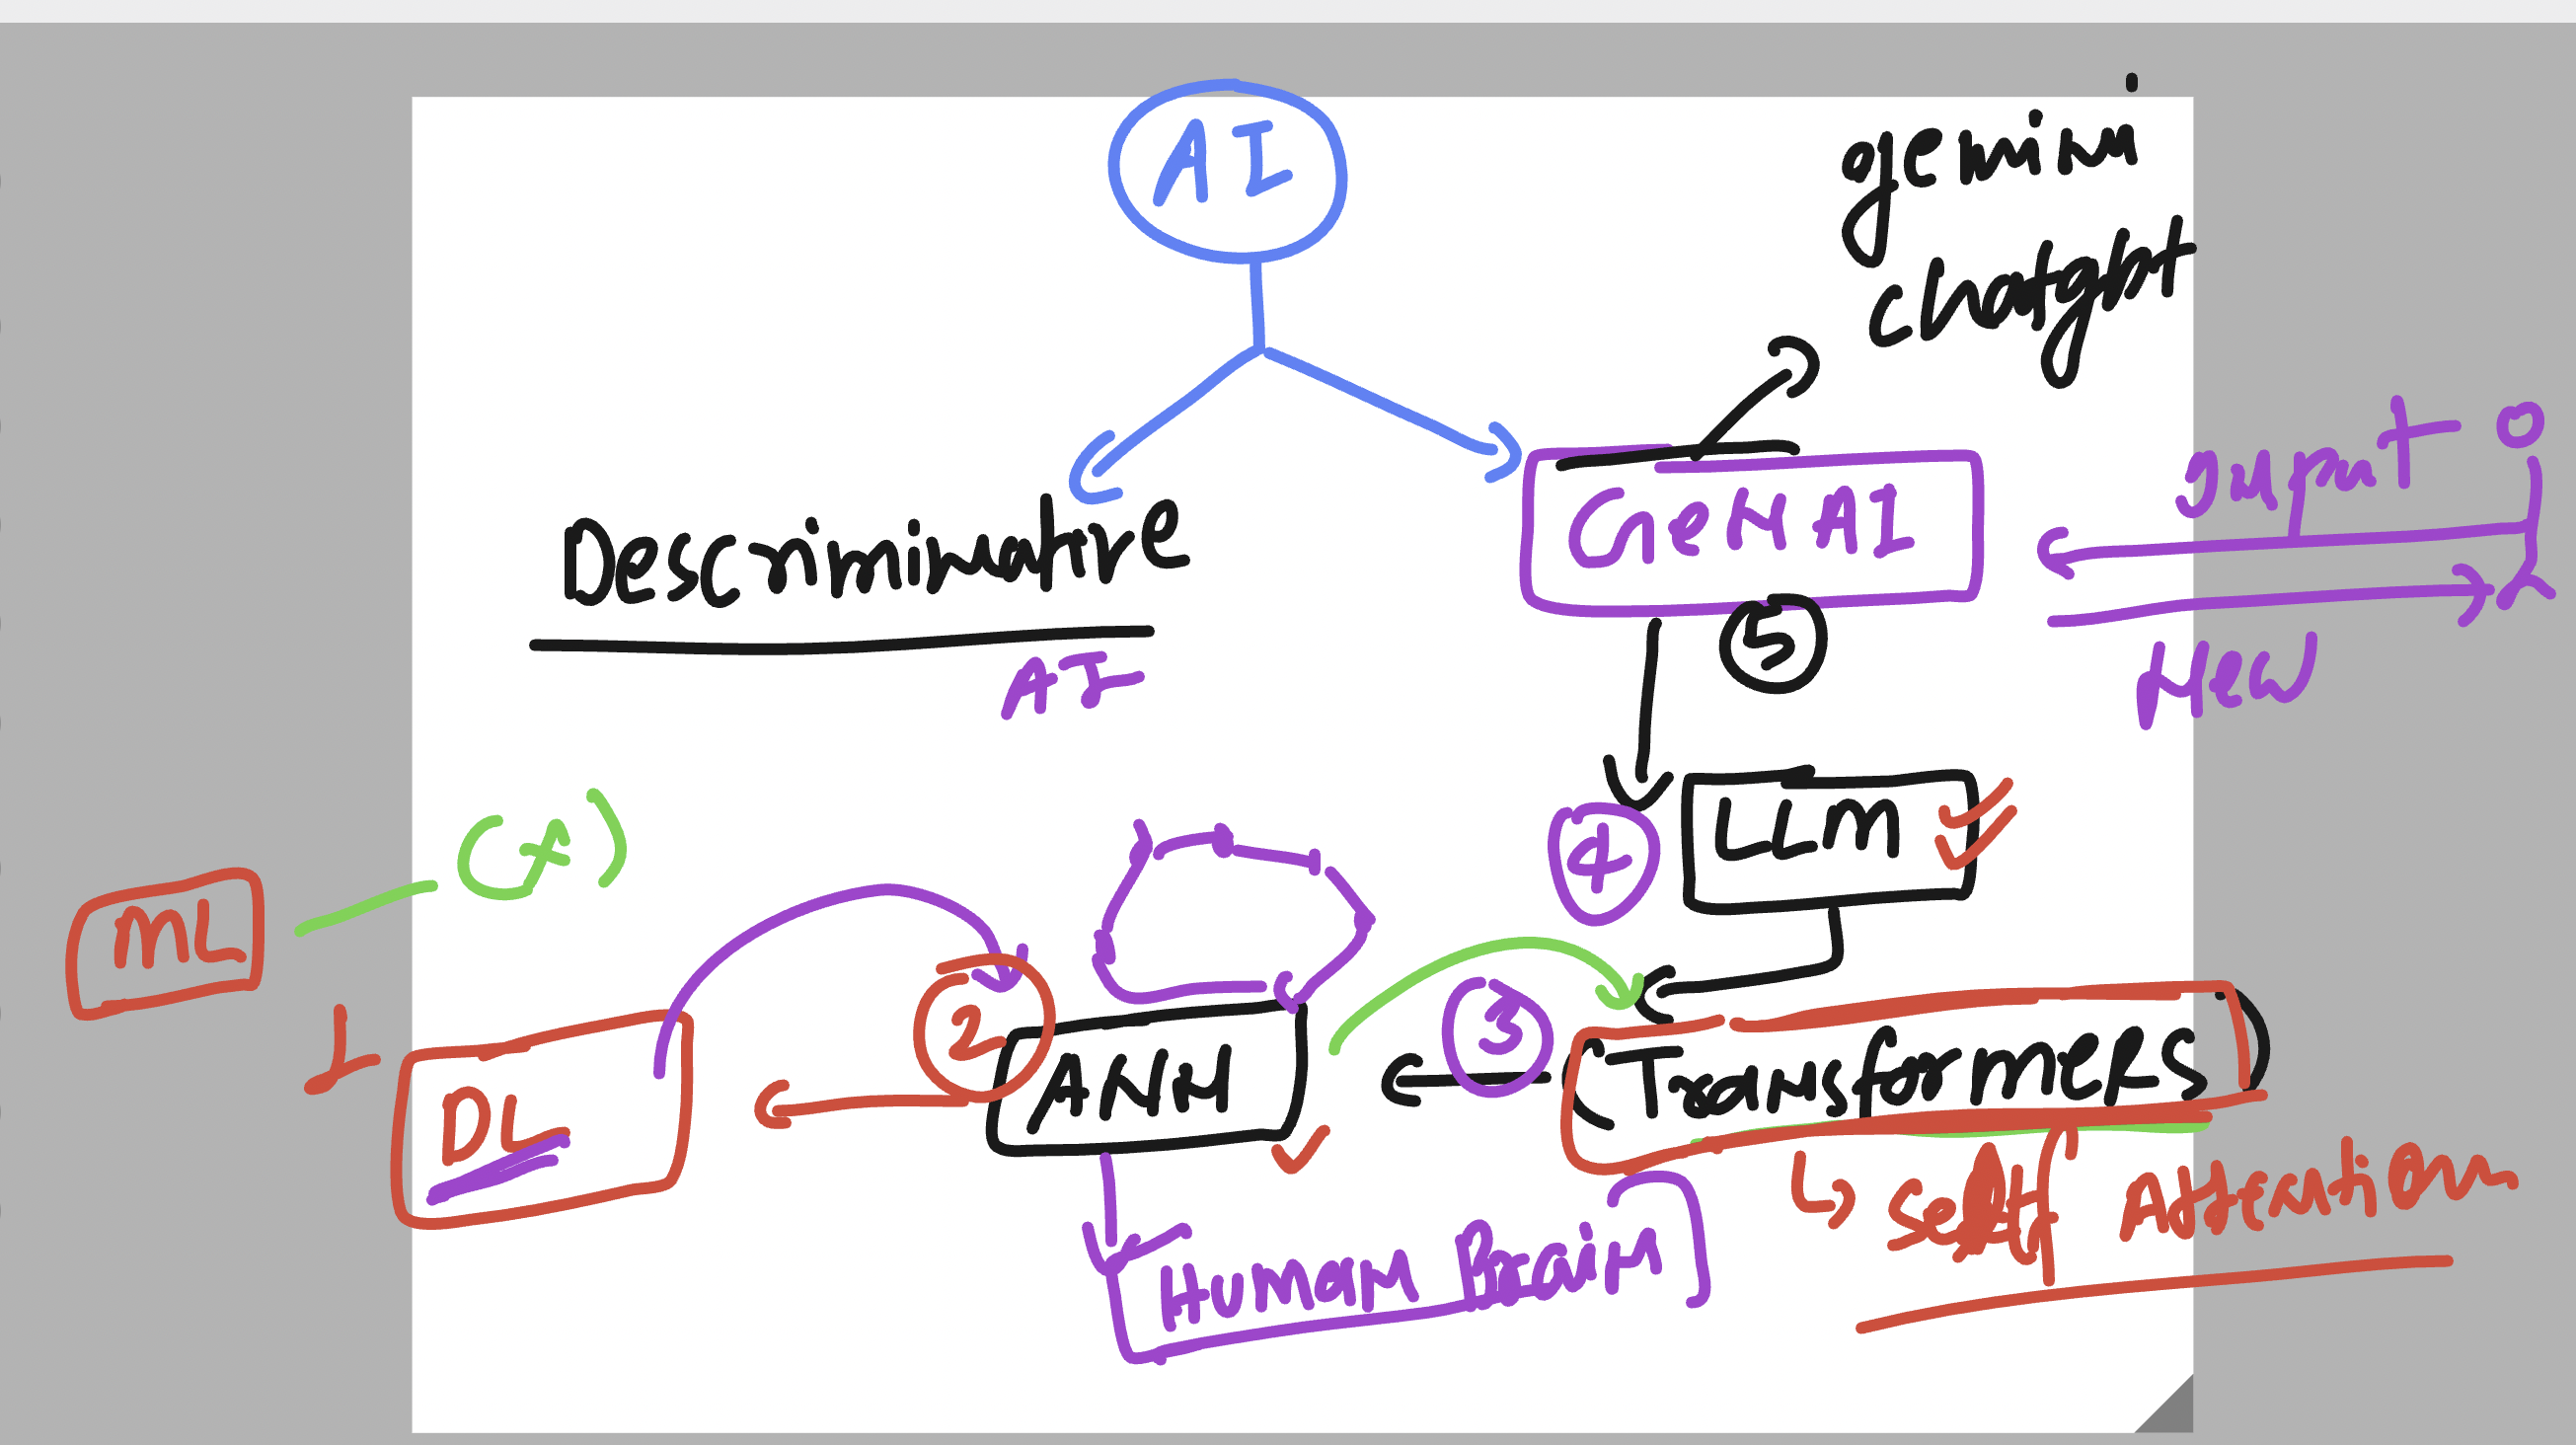 AI
gemini
chatgpt
Descriminative
AI
GenAI
input
New
5
LLM
4
(x)
ML
1
DL
2
ANN
3
(Transformers)
Self Attention
Human Brain